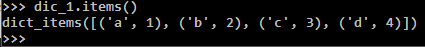 >>> dic_1.items()
dict_items([('a', 1), ('b', 2), ('c', 3), ('d', 4)])
>>>